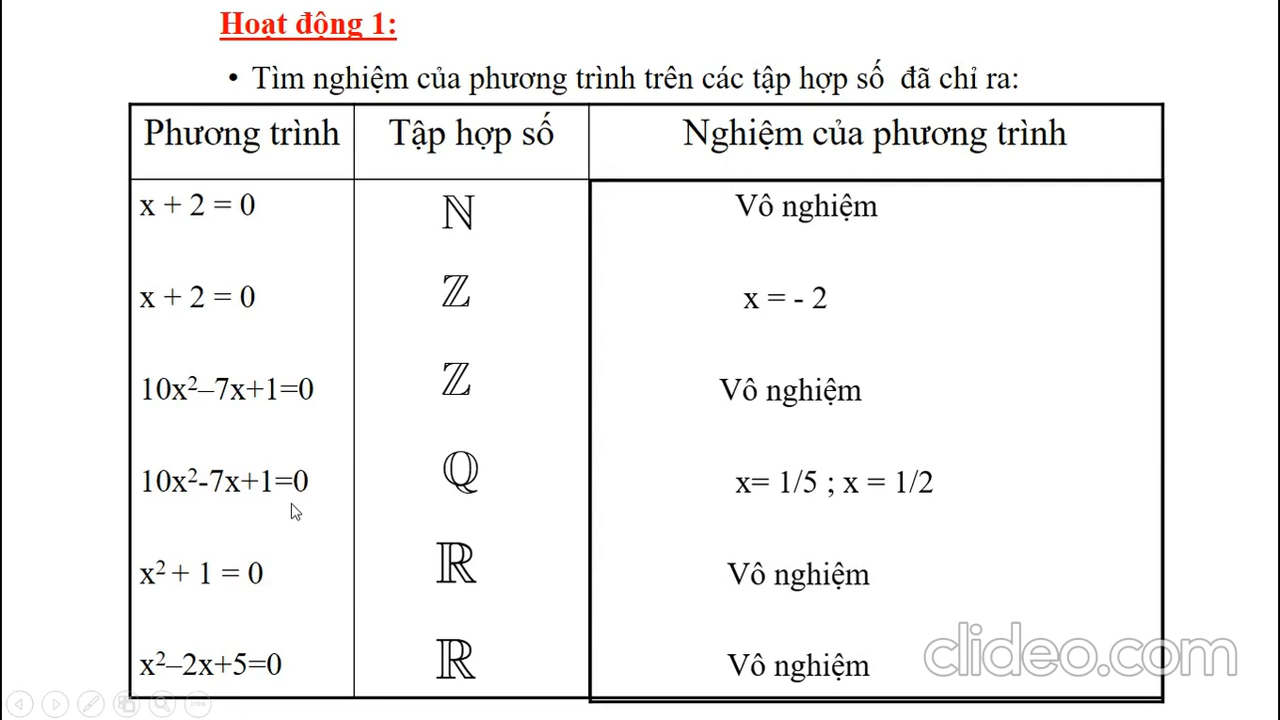 Hoạt động 1:
• Tìm nghiệm của phương trình trên các tập hợp số đã chỉ ra:
Phương trình Tập hợp số Nghiệm của phương trình
x + 2 = 0 ℕ Vô nghiệm
x + 2 = 0 ℤ x = - 2
10x²–7x+1=0 ℤ Vô nghiệm
10x²-7x+1=0 ℚ x= 1/5 ; x = 1/2
x² + 1 = 0 ℝ Vô nghiệm
x²–2x+5=0 ℝ Vô nghiệm
clideo.com